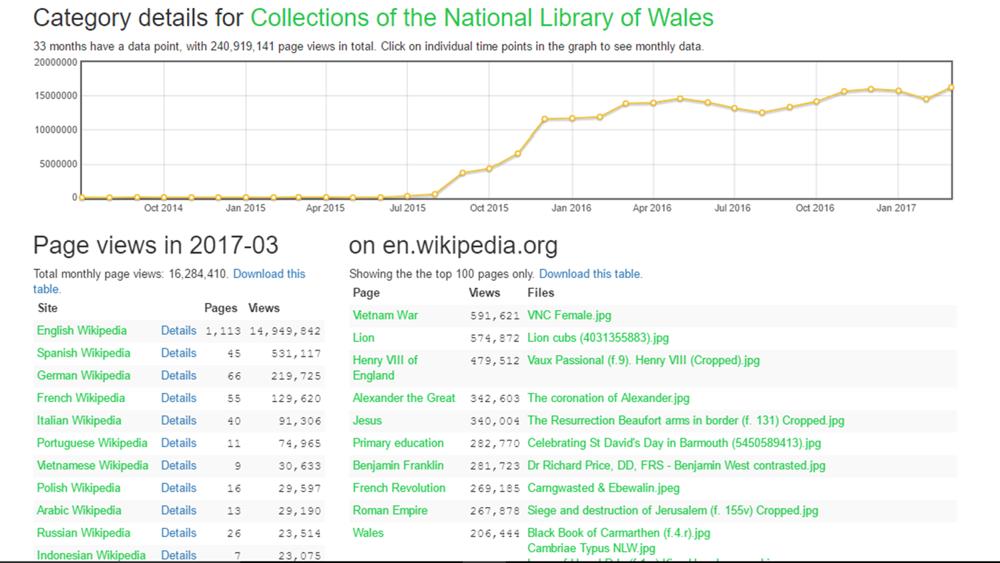 Category details for Collections of the National Library of Wales
33 months have a data point, with 240,919,141 page views in total. Click on individual time points in the graph to see monthly data.
20000000
15000000
10000000
5000000
0
Oct 2014 Jan 2015 Apr 2015 Jul 2015 Oct 2015 Jan 2016 Apr 2016 Jul 2016 Oct 2016 Jan 2017
Page views in 2017-03
Total monthly page views: 16,284,410. Download this
table.
Site Pages Views
English Wikipedia Details 1,113 14,949,842
Spanish Wikipedia Details 45 531,117
German Wikipedia Details 66 219,725
French Wikipedia Details 55 129,620
Italian Wikipedia Details 40 91,306
Portuguese Wikipedia Details 11 74,965
Vietnamese Wikipedia Details 9 30,633
Polish Wikipedia Details 16 29,597
Arabic Wikipedia Details 13 29,190
Russian Wikipedia Details 26 23,514
Indonesian Wikipedia Details 7 23,075
on en.wikipedia.org
Showing the the top 100 pages only. Download this table.
Page Views Files
Vietnam War 591,621 VNC Female.jpg
Lion 574,872 Lion cubs (4031355883).jpg
Henry VIII of 479,512 Vaux Passional (f.9). Henry VIII (Cropped).jpg
England
Alexander the Great 342,603 The coronation of Alexander.jpg
Jesus 340,004 The Resurrection Beaufort arms in border (f. 131) Cropped.jpg
Primary education 282,770 Celebrating St David's Day in Barmouth (5450589413).jpg
Benjamin Franklin 281,723 Dr Richard Price, DD, FRS - Benjamin West contrasted.jpg
French Revolution 269,185 Carngwasted & Ebewalin.jpeg
Roman Empire 267,878 Siege and destruction of Jerusalem (f. 155v) Cropped.jpg
Wales 206,444 Black Book of Carmarthen (f.4.r).jpg
Cambriae Typus NLW.jpg